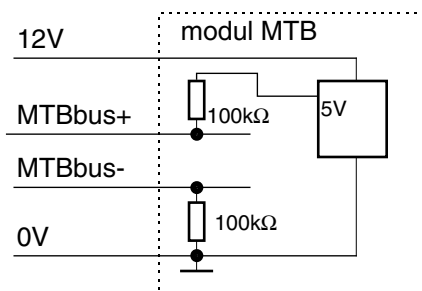 12V
modul MTB
5V
100kΩ
MTBbus+
MTBbus-
100kΩ
0V